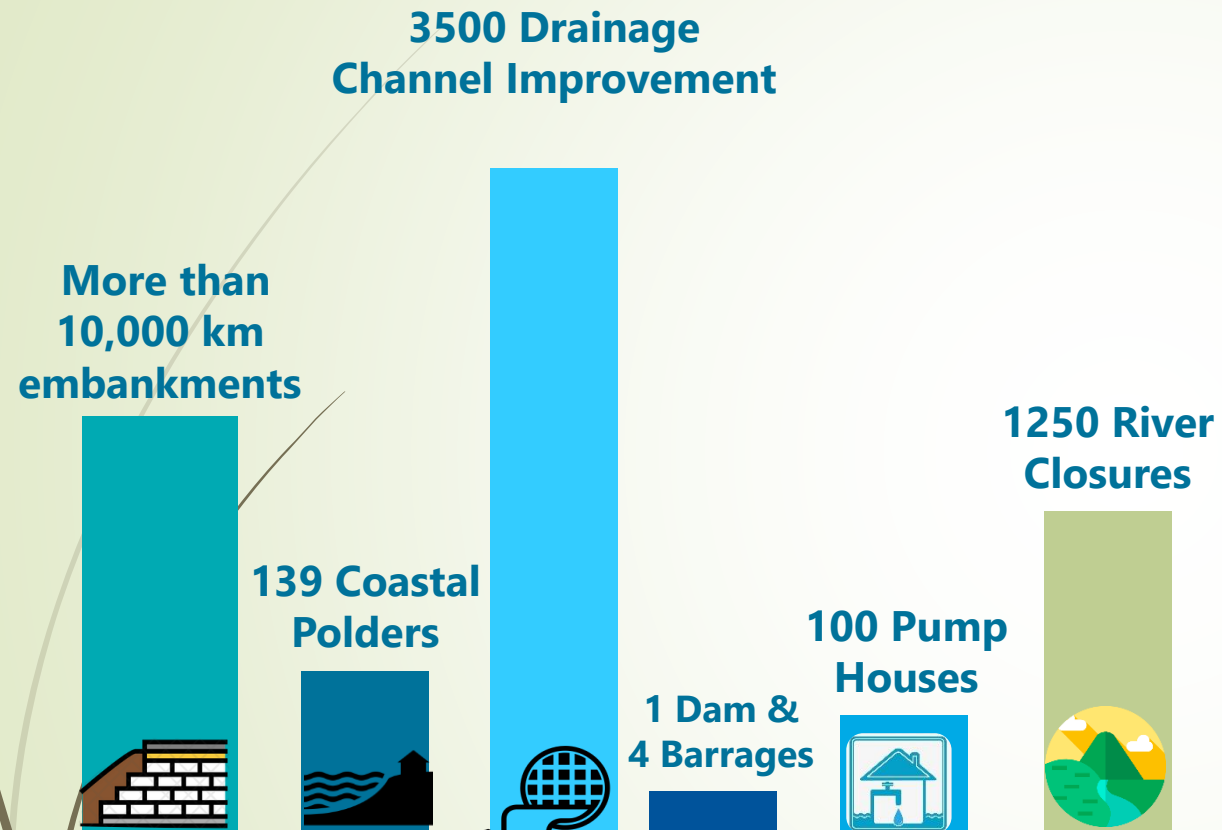 3500 Drainage
Channel Improvement
More than
10,000 km
embankments
139 Coastal
Polders
1 Dam &
4 Barrages
100 Pump
Houses
1250 River
Closures